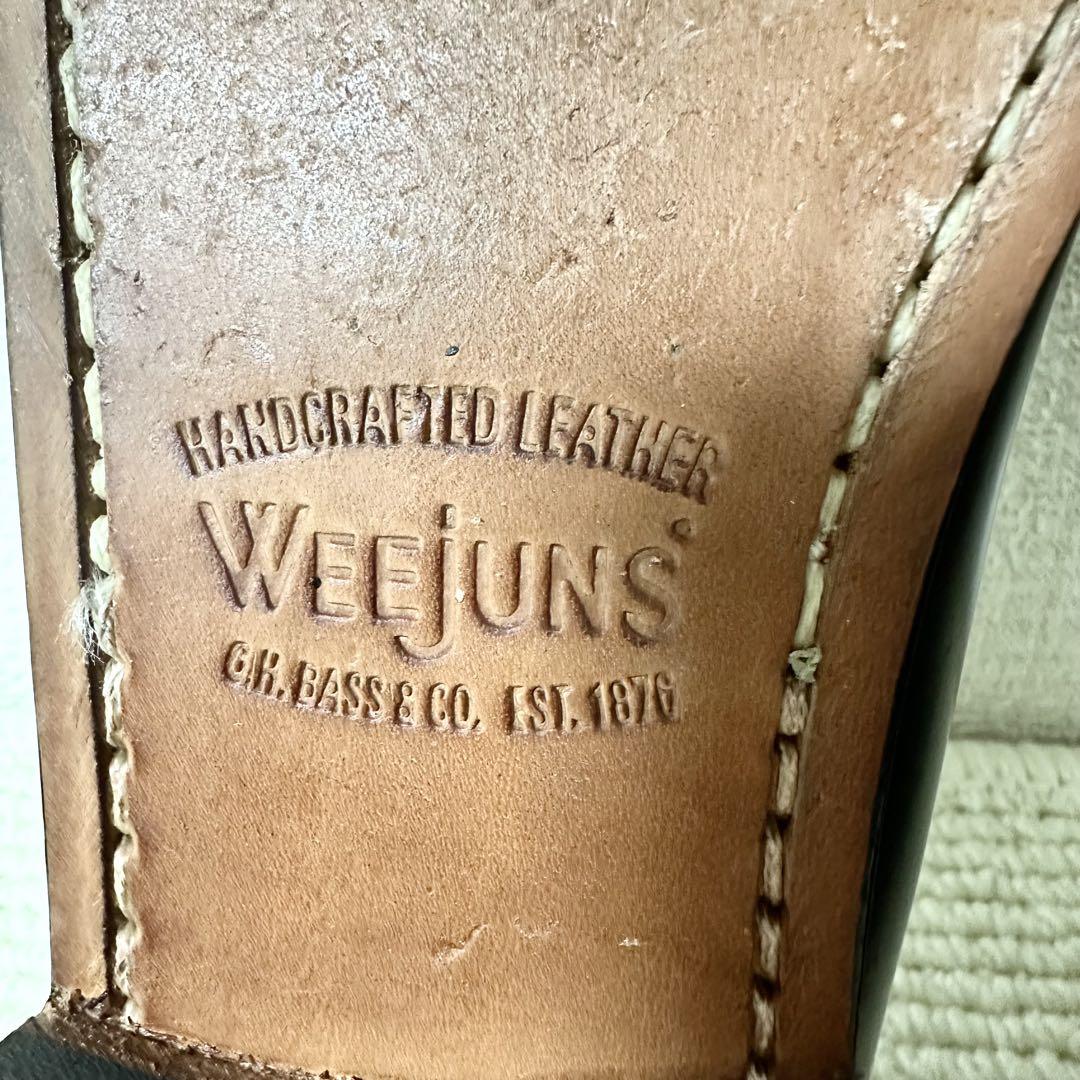 HANDCRAFTED LEATHER
WEEjUNS
G.H. BASS & CO. EST. 1876